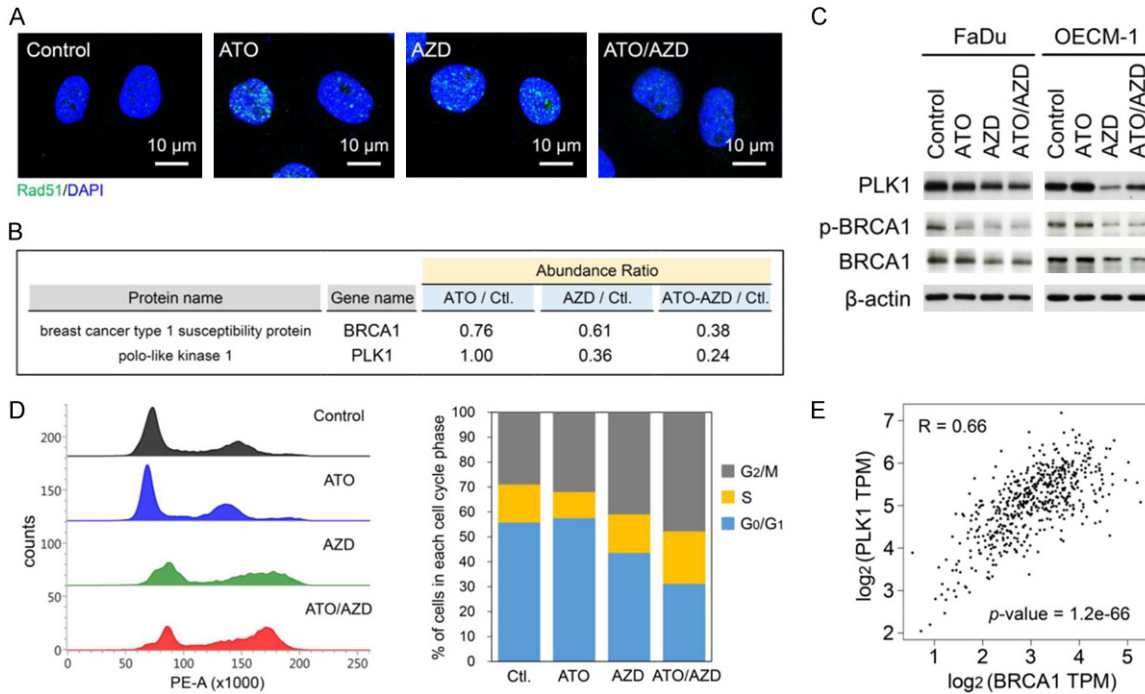 A
Control
ATO
AZD
ATO/AZD
10 μm
10 μm
10 μm
10 μm
Rad51/DAPI
B
Abundance Ratio
Protein name Gene name ATO / Ctl. AZD / Ctl. ATO-AZD / Ctl.
breast cancer type 1 susceptibility protein BRCA1 0.76 0.61 0.38
polo-like kinase 1 PLK1 1.00 0.36 0.24
C
FaDu OECM-1
Control ATO AZD ATO/AZD Control ATO AZD ATO/AZD
PLK1
p-BRCA1
BRCA1
β-actin
D
Control
200
ATO
150
AZD
100
ATO/AZD
50
0
counts
0 50 100 150 200 250
PE-A (x1000)
% of cells in each cell cycle phase
100
90
80
70
60
50
40
30
20
10
0
Ctl. ATO AZD ATO/AZD
G2/M
S
G0/G1
E
R = 0.66
p-value = 1.2e-66
log2 (PLK1 TPM)
7
6
5
4
3
2
1 2 3 4 5
log2 (BRCA1 TPM)